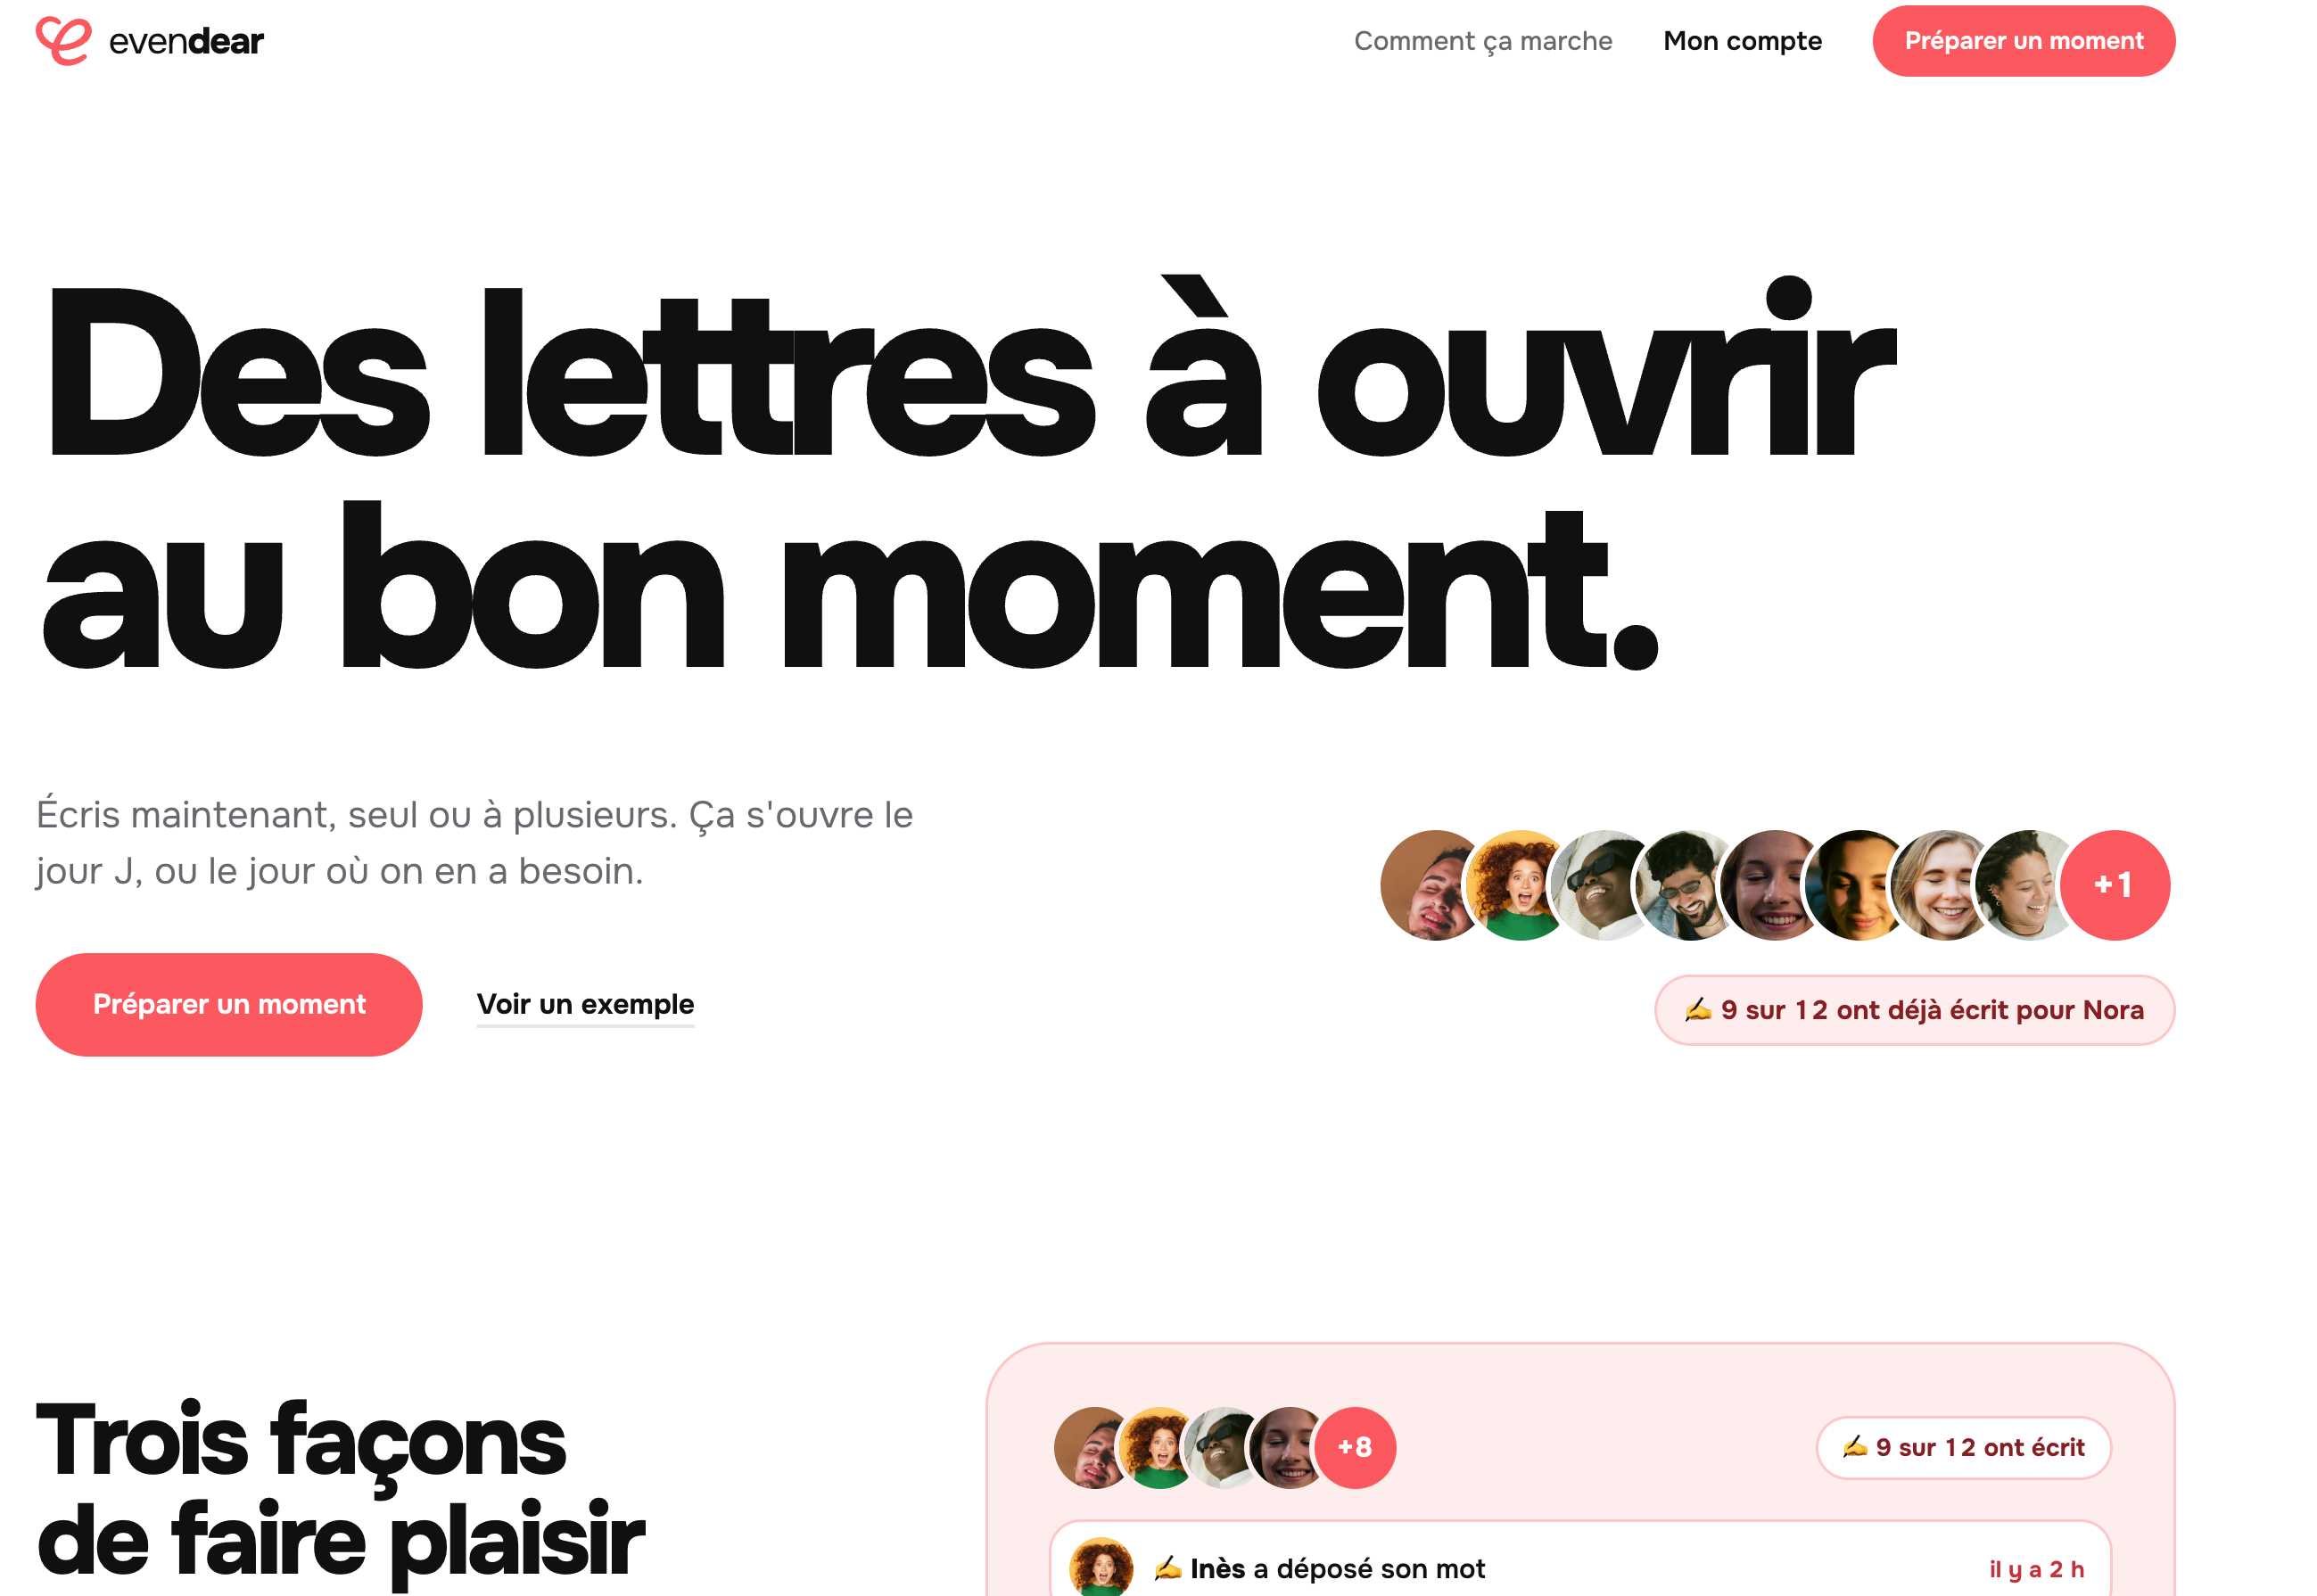 evendear
Comment ça marche
Mon compte
Préparer un moment
Des lettres à ouvrir
au bon moment.
Écris maintenant, seul ou à plusieurs. Ça s'ouvre le
jour J, ou le jour où on en a besoin.
Préparer un moment
Voir un exemple
+1
✍️ 9 sur 12 ont déjà écrit pour Nora
Trois façons
de faire plaisir
+8
✍️ 9 sur 12 ont écrit
✍️ Inès a déposé son mot
il y a 2 h